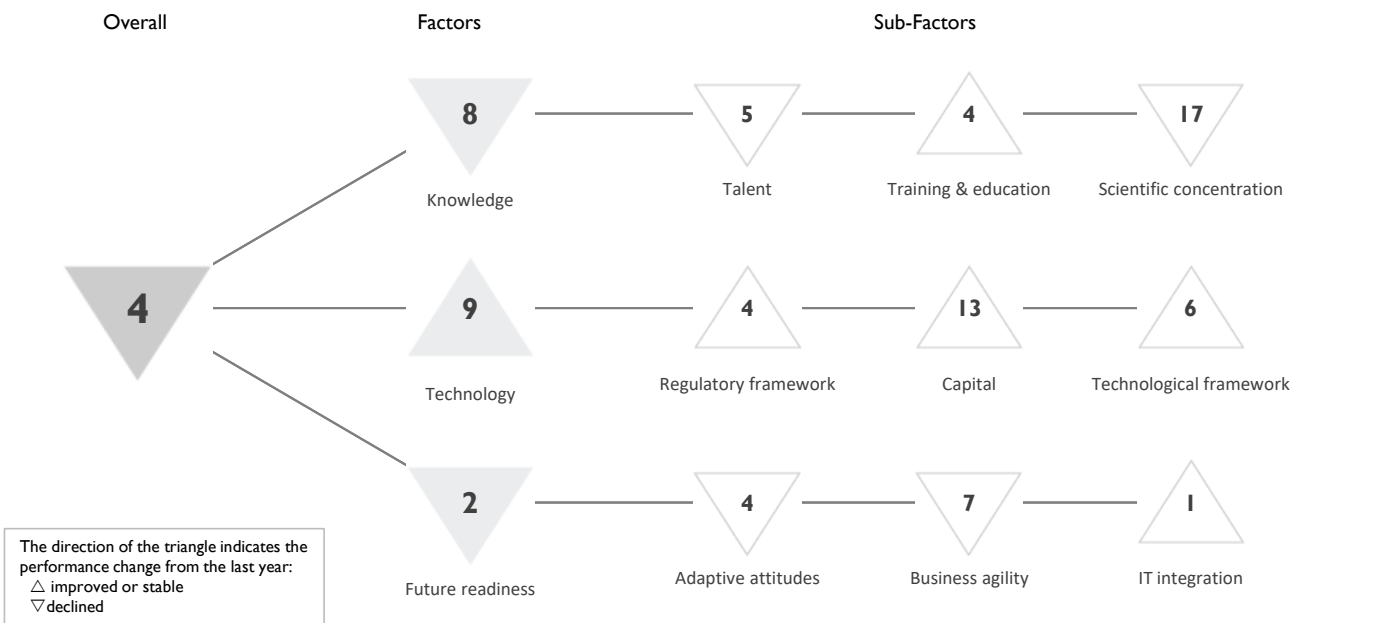 Overall
Factors
Sub-Factors
8
5
4
17
Knowledge
Talent
Training & education
Scientific concentration
4
9
4
13
6
Technology
Regulatory framework
Capital
Technological framework
2
4
7
1
Future readiness
Adaptive attitudes
Business agility
IT integration
The direction of the triangle indicates the
performance change from the last year:
△ improved or stable
▽ declined